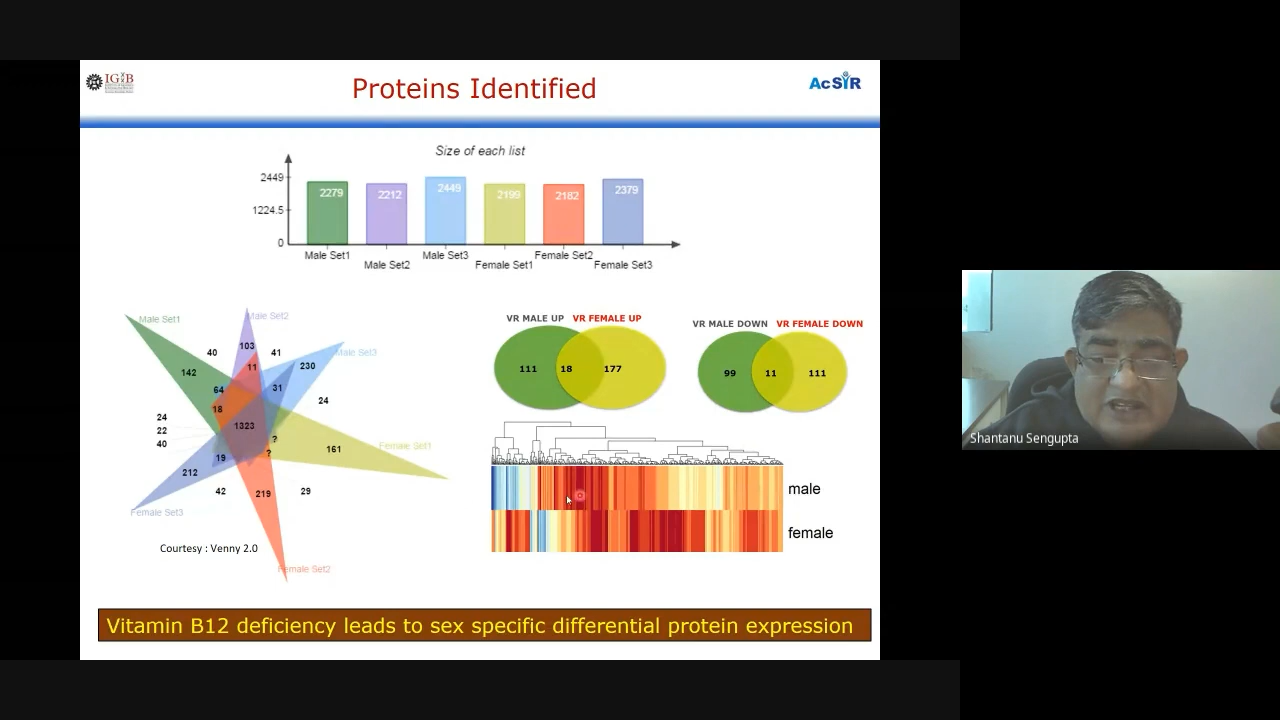 IGIB
Proteins Identified
AcSIR
Size of each list
2449
1224.5
0
2279
2212
2449
2199
2182
2379
Male Set1
Male Set2
Male Set3
Female Set1
Female Set2
Female Set3
Male Set1
Male Set2
Male Set3
Female Set1
Female Set2
Female Set3
40
103
41
142
11
230
64
31
24
18
24
22
1323
40
?
?
161
19
212
42
219
29
Courtesy : Venny 2.0
VR MALE UP VR FEMALE UP
111 18 177
VR MALE DOWN VR FEMALE DOWN
99 11 111
male
female
Vitamin B12 deficiency leads to sex specific differential protein expression
Shantanu Sengupta